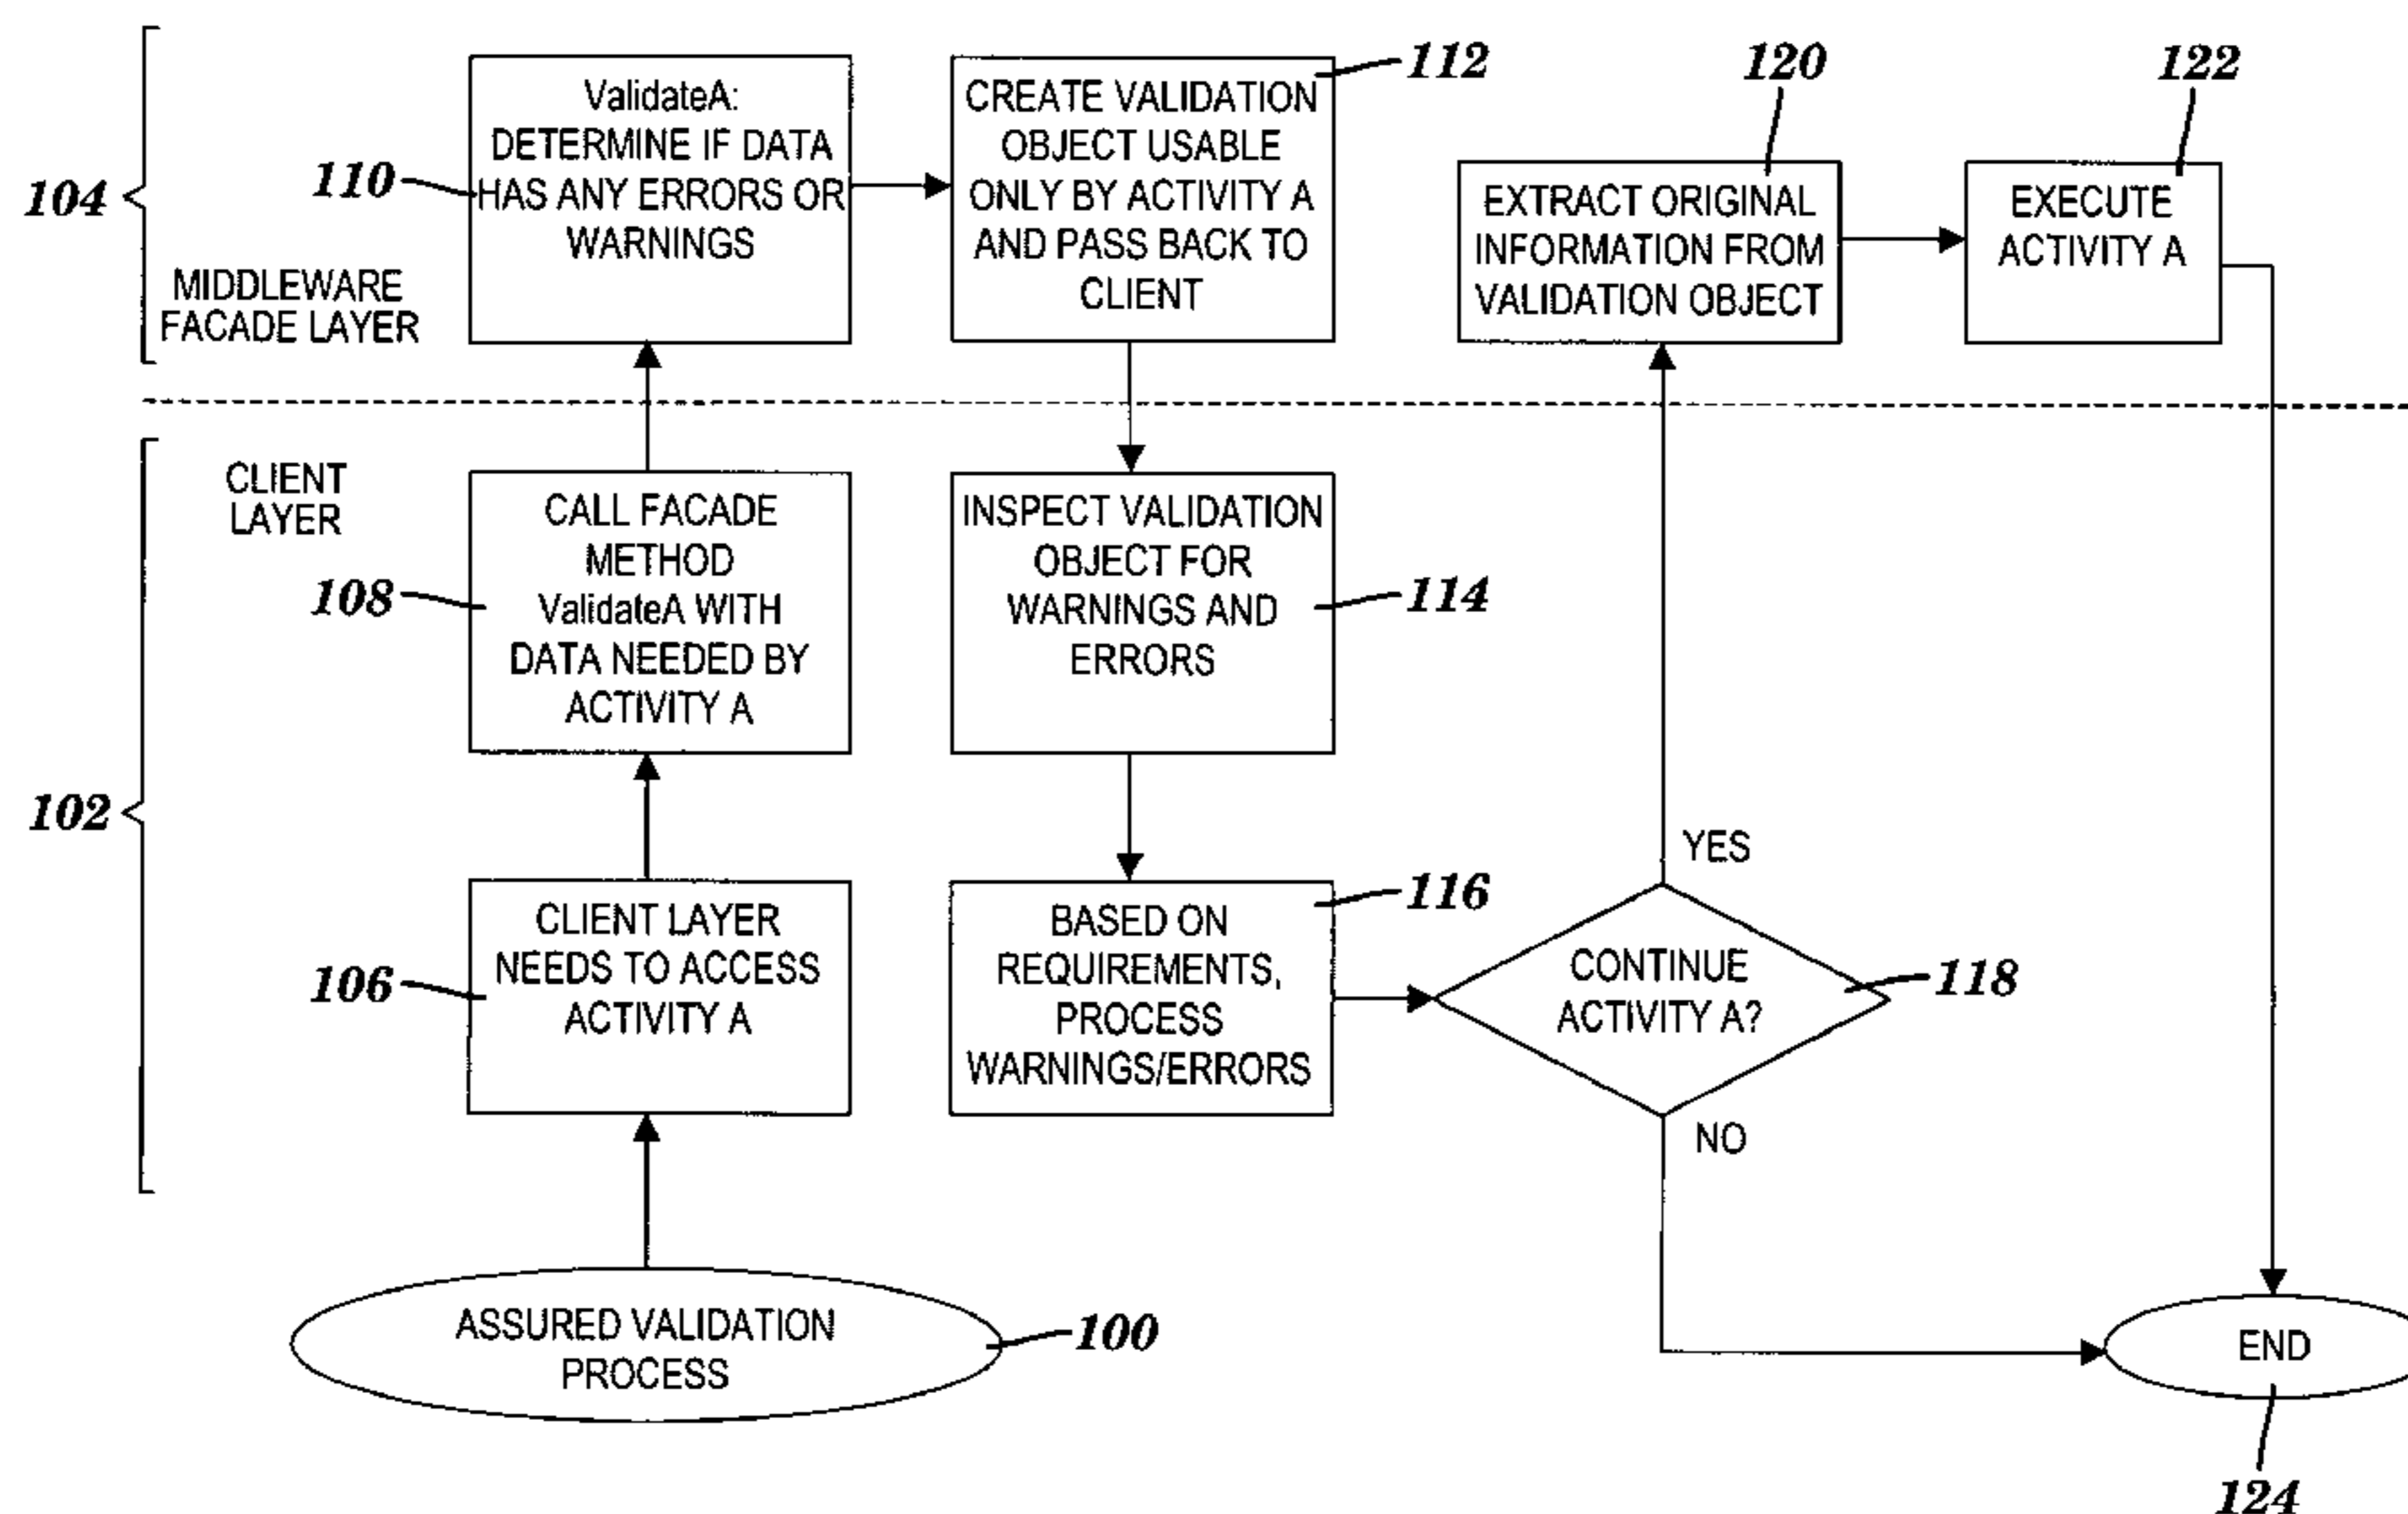 104
MIDDLEWARE
FACADE LAYER
110
ValidateA:
DETERMINE IF DATA
HAS ANY ERRORS OR
WARNINGS
112
CREATE VALIDATION
OBJECT USABLE
ONLY BY ACTIVITY A
AND PASS BACK TO
CLIENT
120
EXTRACT ORIGINAL
INFORMATION FROM
VALIDATION OBJECT
122
EXECUTE
ACTIVITY A
102
CLIENT
LAYER
108
CALL FACADE
METHOD
ValidateA WITH
DATA NEEDED BY
ACTIVITY A
114
INSPECT VALIDATION
OBJECT FOR
WARNINGS AND
ERRORS
106
CLIENT LAYER
NEEDS TO ACCESS
ACTIVITY A
116
BASED ON
REQUIREMENTS,
PROCESS
WARNINGS/ERRORS
YES
CONTINUE
ACTIVITY A?
118
NO
ASSURED VALIDATION
PROCESS
100
END
124